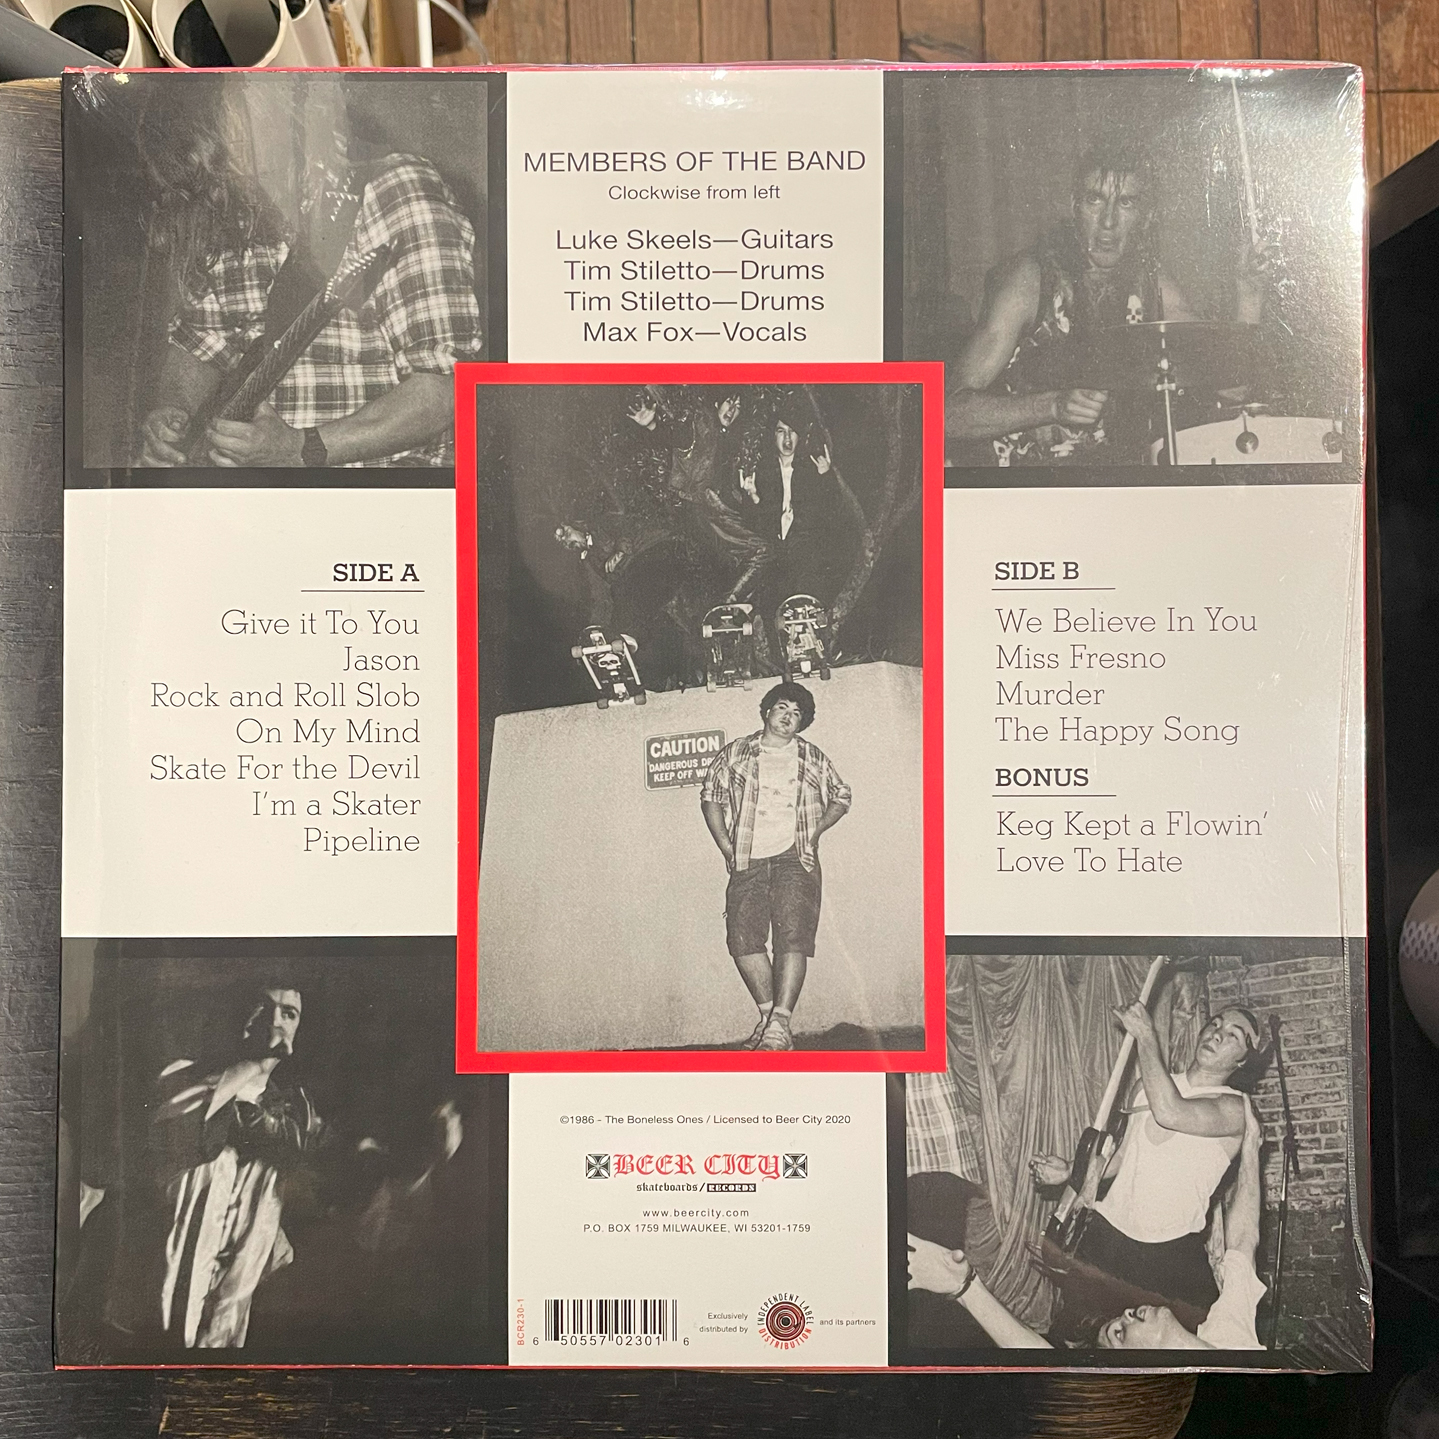 MEMBERS OF THE BAND
Clockwise from left
Luke Skeels—Guitars
Tim Stiletto—Drums
Tim Stiletto—Drums
Max Fox—Vocals
SIDE A
Give it To You
Jason
Rock and Roll Slob
On My Mind
Skate For the Devil
I'm a Skater
Pipeline
CAUTION
DANGEROUS
KEEP OFF
SIDE B
We Believe In You
Miss Fresno
Murder
The Happy Song
BONUS
Keg Kept a Flowin'
Love To Hate
©1986 - The Boneless Ones / Licensed to Beer City 2020
BEER CITY
skateboards/RECORDS
www.beercity.com
P.O. BOX 1759 MILWAUKEE, WI 53201-1759
BCR230-1
6 50557 02301 6
Exclusively
distributed by
INDEPENDENT LABEL
DISTRIBUTION
and its partners